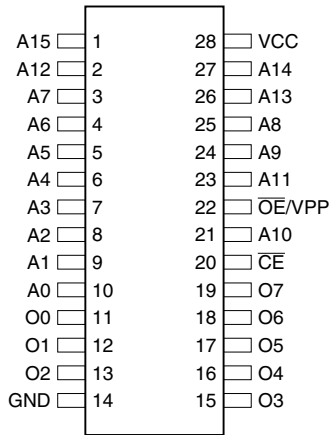 A15 1 28 VCC
A12 2 27 A14
A7 3 26 A13
A6 4 25 A8
A5 5 24 A9
A4 6 23 A11
A3 7 22 O̅E̅/VPP
A2 8 21 A10
A1 9 20 C̅E̅
A0 10 19 O7
O0 11 18 O6
O1 12 17 O5
O2 13 16 O4
GND 14 15 O3